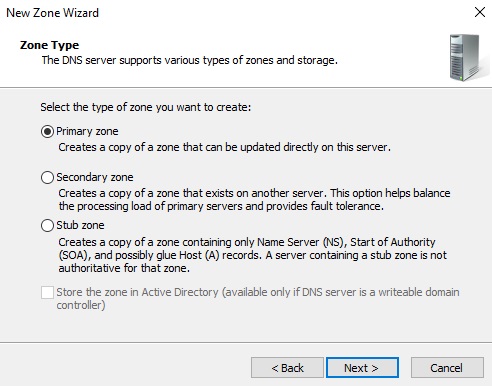 New Zone Wizard
Zone Type
The DNS server supports various types of zones and storage.
Select the type of zone you want to create:
Primary zone
Creates a copy of a zone that can be updated directly on this server.
Secondary zone
Creates a copy of a zone that exists on another server. This option helps balance
the processing load of primary servers and provides fault tolerance.
Stub zone
Creates a copy of a zone containing only Name Server (NS), Start of Authority
(SOA), and possibly glue Host (A) records. A server containing a stub zone is not
authoritative for that zone.
Store the zone in Active Directory (available only if DNS server is a writeable domain
controller)
< Back
Next >
Cancel